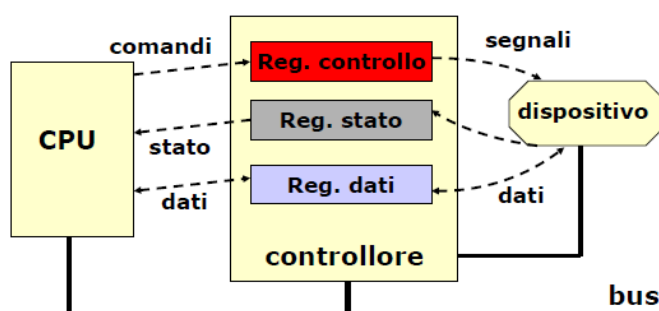 comandi
segnali
Reg. controllo
CPU
Reg. stato
dispositivo
stato
Reg. dati
dati
dati
controllore
bus